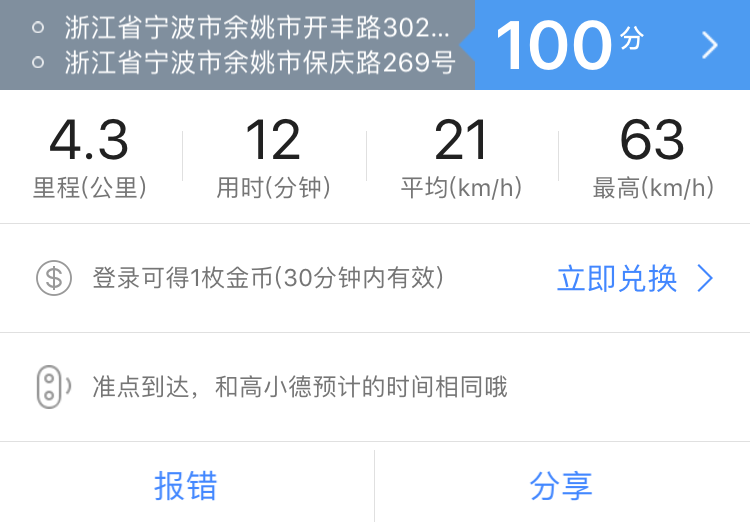 浙江省宁波市余姚市开丰路302...
浙江省宁波市余姚市保庆路269号
100分
4.3 12 21 63
里程(公里) 用时(分钟) 平均(km/h) 最高(km/h)
登录可得1枚金币(30分钟内有效) 立即兑换
准点到达，和高小德预计的时间相同哦
报错 分享